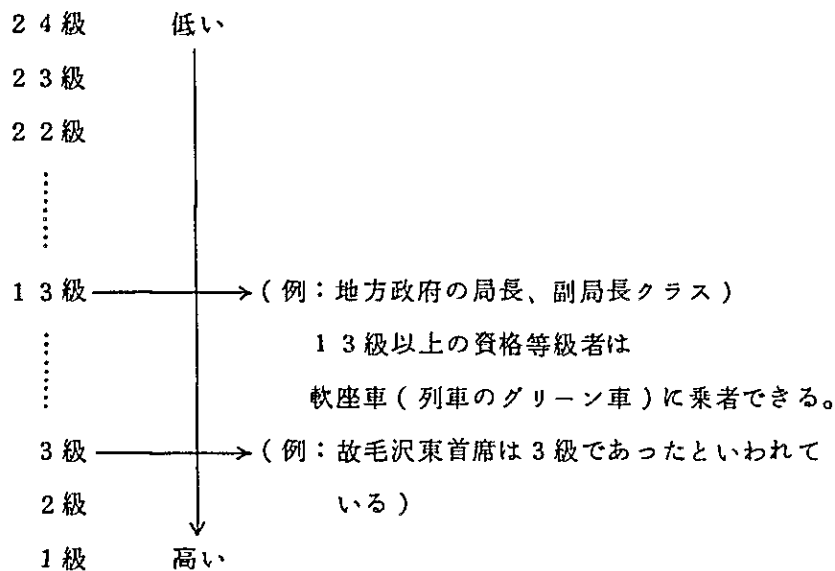 24級 低い
23級
22級
13級 (例：地方政府の局長、副局長クラス)
13級以上の資格等級者は
軟座車(列車のグリーン車)に乗者できる。
3級 (例：故毛沢東首席は3級であったといわれて
2級 いる)
1級 高い